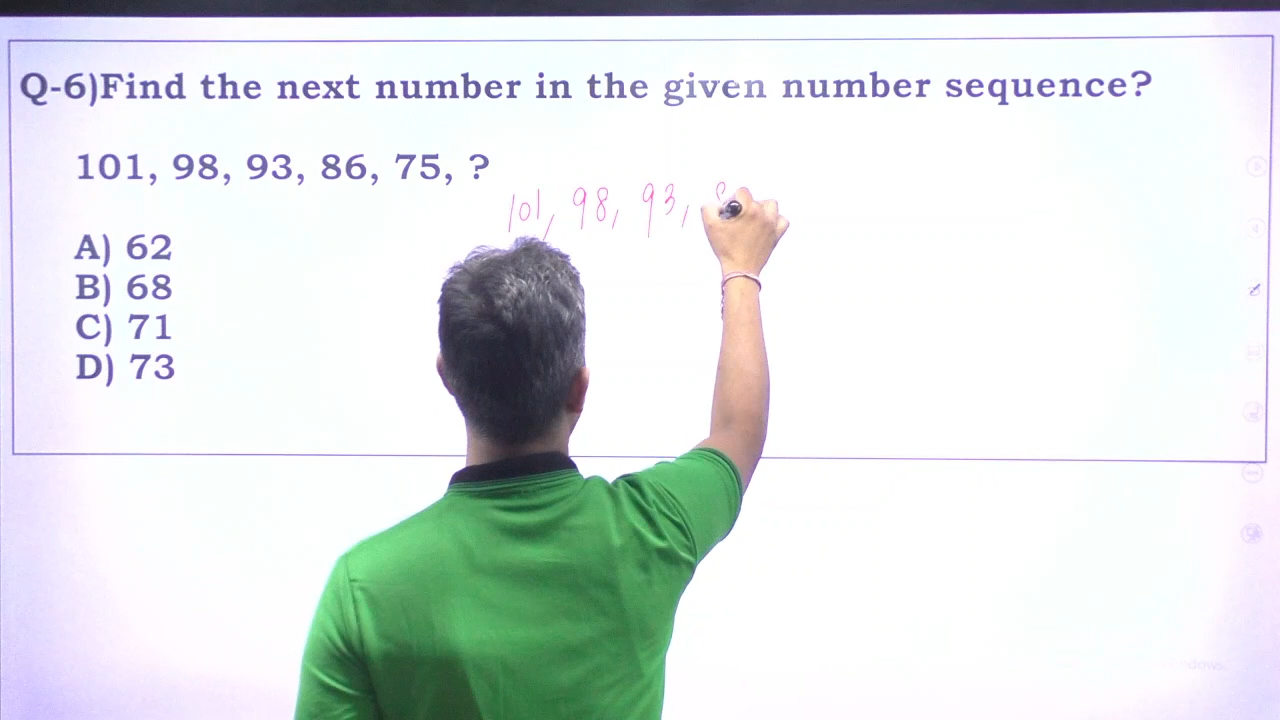 Q-6)Find the next number in the given number sequence?
101, 98, 93, 86, 75, ?
101, 98, 93,
A) 62
B) 68
C) 71
D) 73